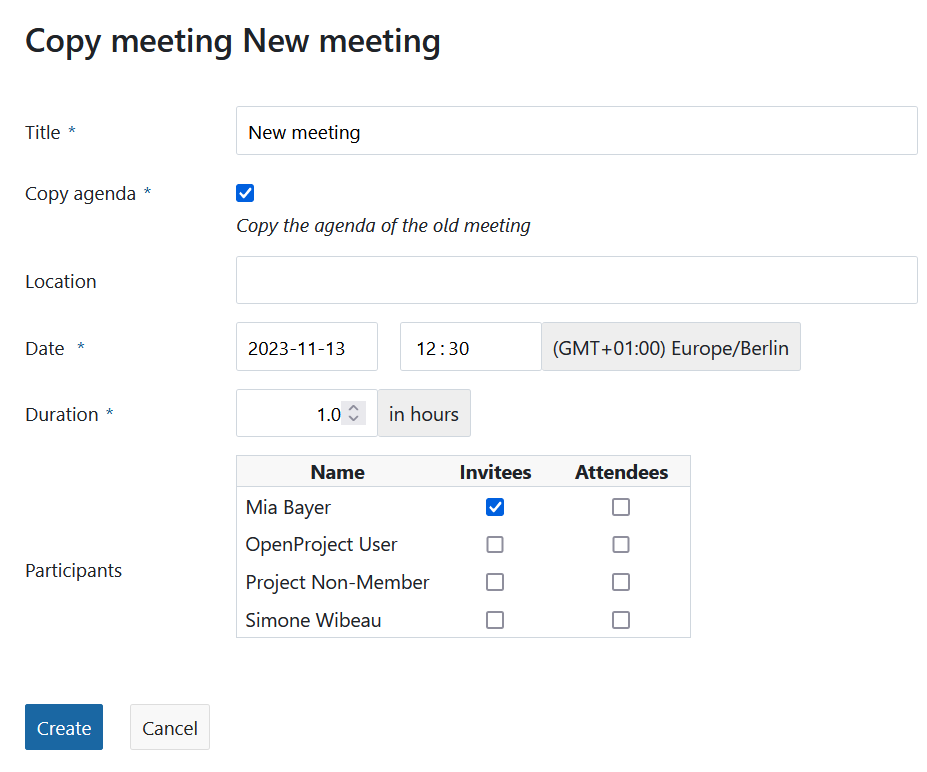 Copy meeting New meeting
Title *
New meeting
Copy agenda *
Copy the agenda of the old meeting
Location
Date *
2023-11-13
12:30
(GMT+01:00) Europe/Berlin
Duration *
1.0
in hours
Participants
Name Invitees Attendees
Mia Bayer
OpenProject User
Project Non-Member
Simone Wibeau
Create
Cancel